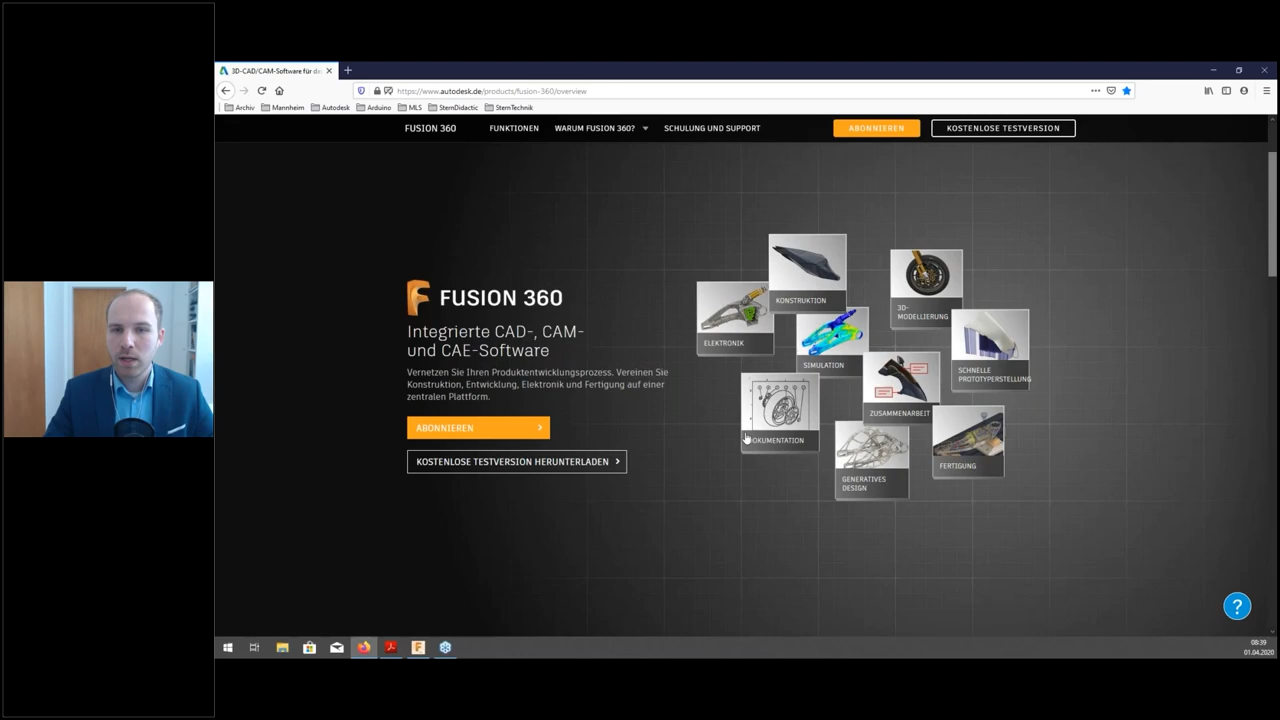 3D-CAD/CAM-Software für de
https://www.autodesk.de/products/fusion-360/overview
Archiv
Mannheim
Autodesk
Arduino
MLS
SternDidactic
SternTechnik
FUSION 360
FUNKTIONEN
WARUM FUSION 360?
SCHULUNG UND SUPPORT
ABONNIEREN
KOSTENLOSE TESTVERSION
FUSION 360
Integrierte CAD-, CAM-
und CAE-Software
Vernetzen Sie Ihren Produktentwicklungsprozess. Vereinen Sie
Konstruktion, Entwicklung, Elektronik und Fertigung auf einer
zentralen Plattform.
ABONNIEREN
KOSTENLOSE TESTVERSION HERUNTERLADEN
KONSTRUKTION
3D-
MODELLIERUNG
ELEKTRONIK
SIMULATION
SCHNELLE
PROTOTYPERSTELLUNG
ZUSAMMENARBEIT
OKUMENTATION
FERTIGUNG
GENERATIVES
DESIGN
?
08:39
01.04.2020